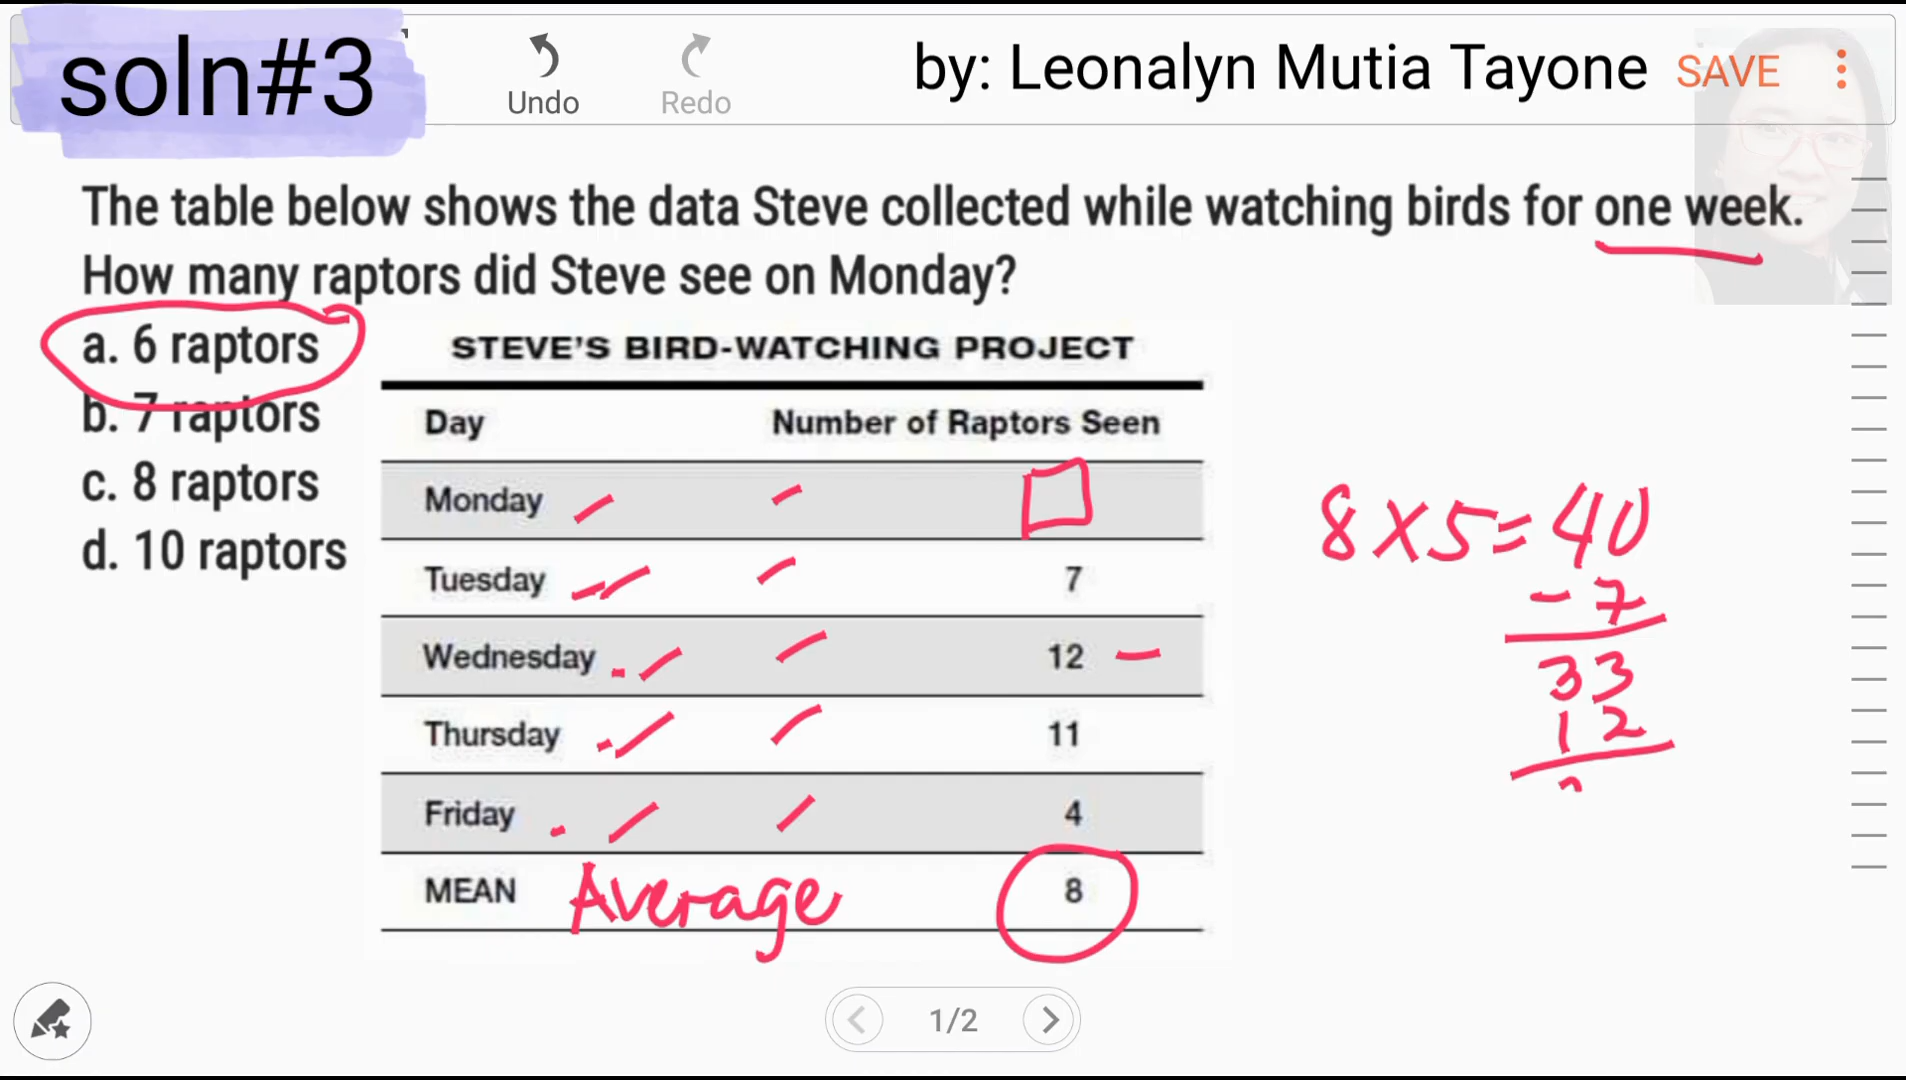 soln#3
Undo
Redo
by: Leonalyn Mutia Tayone
SAVE
The table below shows the data Steve collected while watching birds for one week.
How many raptors did Steve see on Monday?
a. 6 raptors
b. 7 raptors
c. 8 raptors
d. 10 raptors
STEVE'S BIRD-WATCHING PROJECT
Day Number of Raptors Seen
Monday
Tuesday 7
Wednesday 12
Thursday 11
Friday 4
MEAN Average 8
8 x 5 = 40
- 7
33
12
1/2